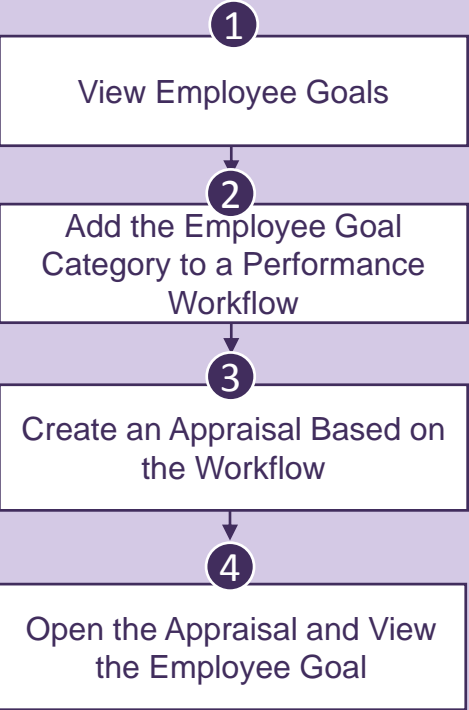 1
View Employee Goals
2
Add the Employee Goal
Category to a Performance
Workflow
3
Create an Appraisal Based on
the Workflow
4
Open the Appraisal and View
the Employee Goal